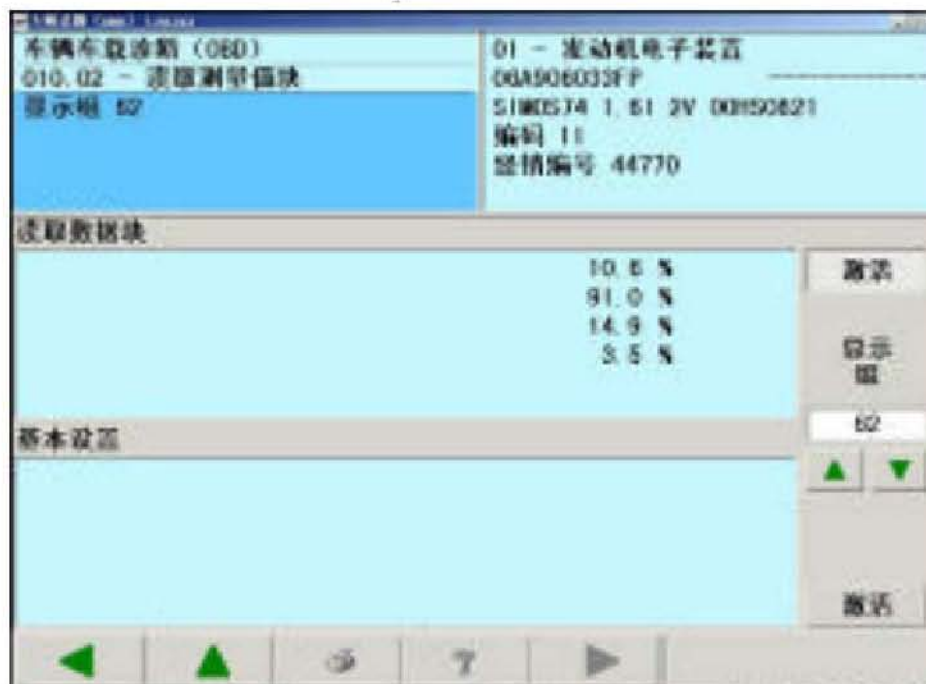 车辆车载诊断 (OBD)
010.02 - 读取测量值块
显示组 62
01 - 发动机电子装置
06A906033FP
SIMOS74 1.6l 2V 00HS0621
编码 11
经销编号 44770
读取数据块
10.6 %
91.0 %
14.9 %
3.5 %
激活
显示
组
62
基本设置
激活